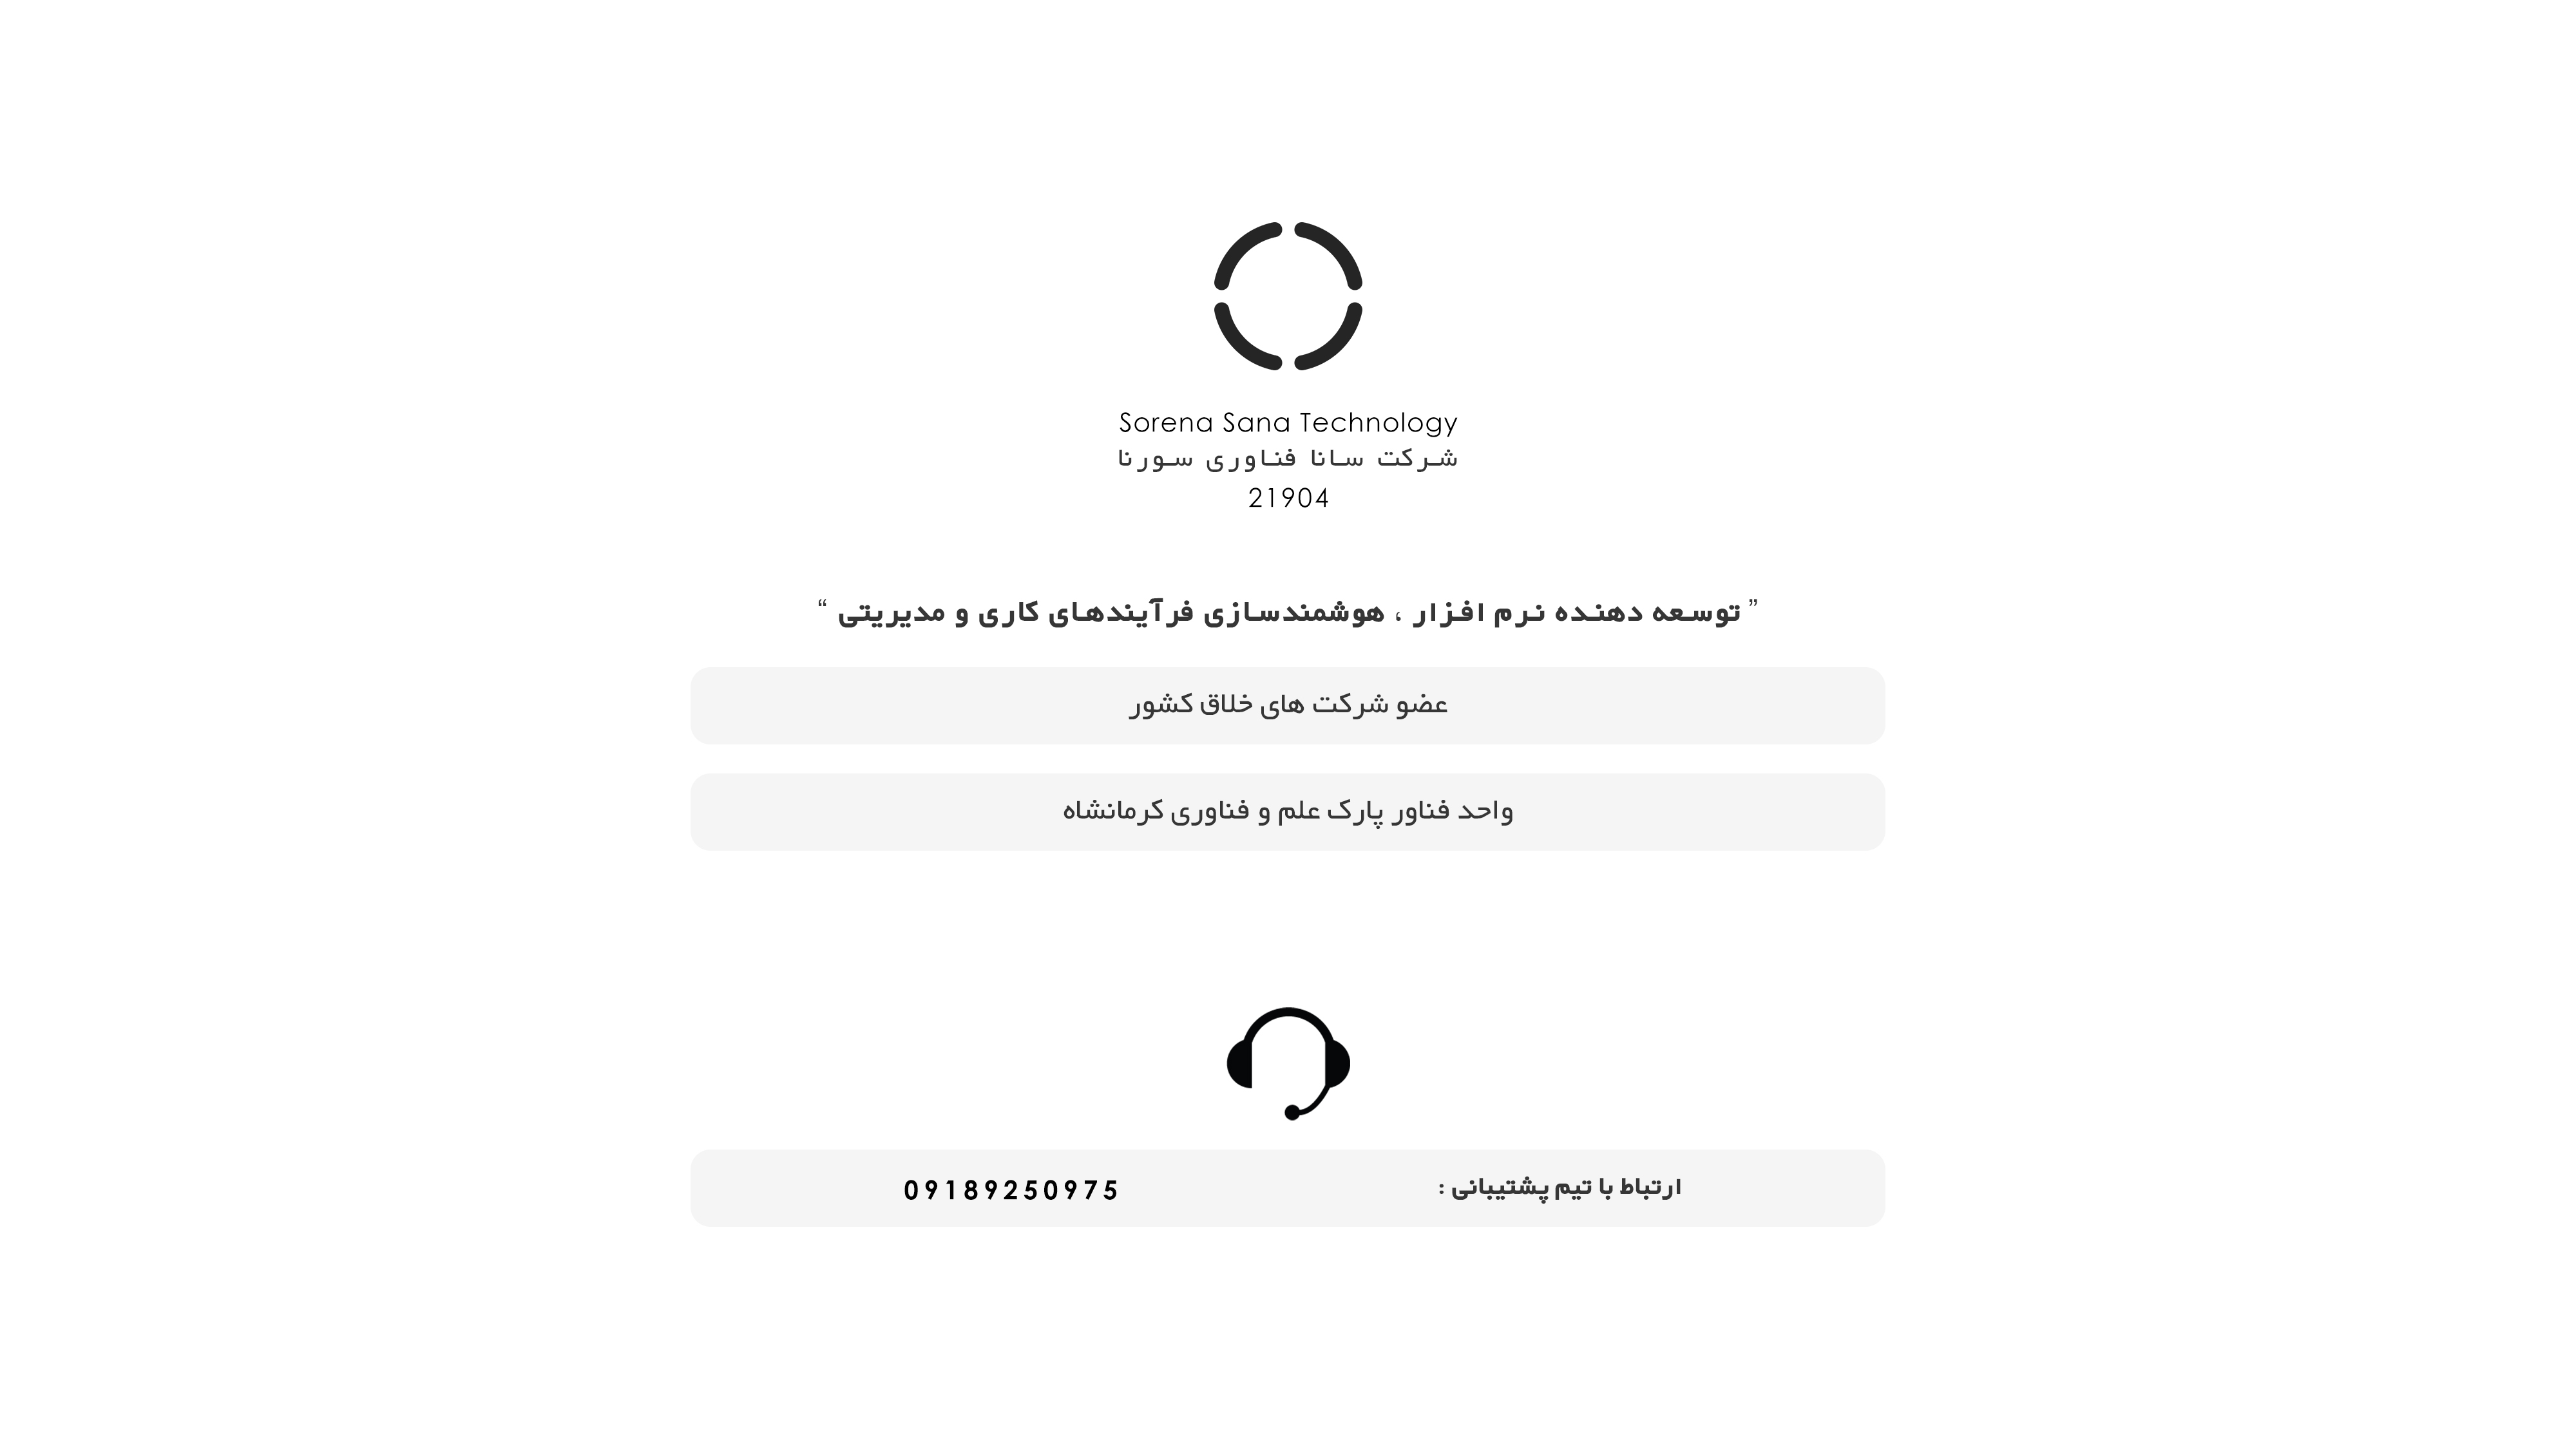 Sorena Sana Technology
شرکت سانا فناوری سورنا
21904
” توسعه دهنده نرم افزار ، هوشمندسازی فرآیندهای کاری و مدیریتی “
عضو شرکت های خلاق کشور
واحد فناور پارک علم و فناوری کرمانشاه
ارتباط با تیم پشتیبانی : 09189250975